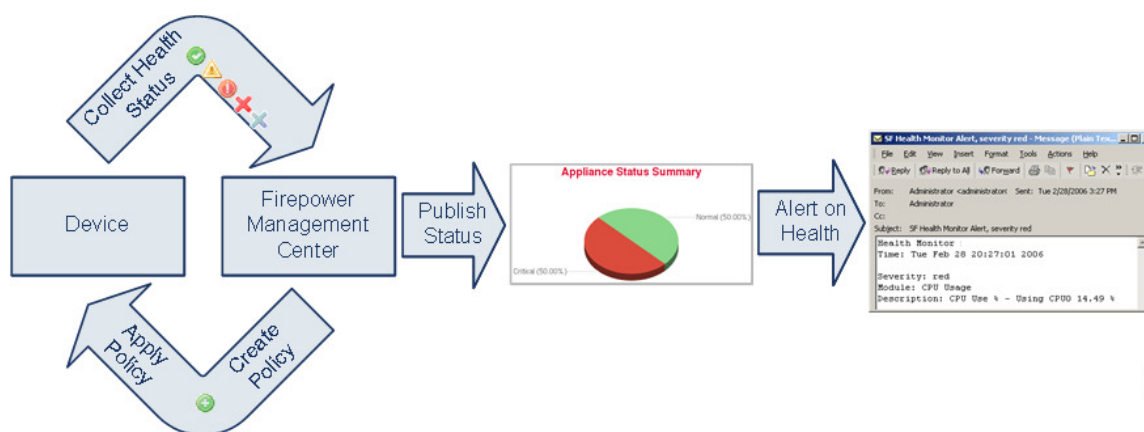 Collect Health
Status
Device
Firepower
Management
Center
Apply
Policy
Create
Policy
Publish
Status
Appliance Status Summary
Normal (50.00%)
Critical (50.00%)
Alert on
Health
SF Health Monitor Alert, severity red - Message (Plain Tex...
File Edit View Insert Format Tools Actions Help
Reply Reply to All Forward
From: Administrator <administrator> Sent: Tue 2/28/2006 3:27 PM
To: Administrator
Cc:
Subject: SF Health Monitor Alert, severity red
Health Monitor
Time: Tue Feb 28 20:27:01 2006
Severity: red
Module: CPU Usage
Description: CPU Use % - Using CPU0 14.49 %